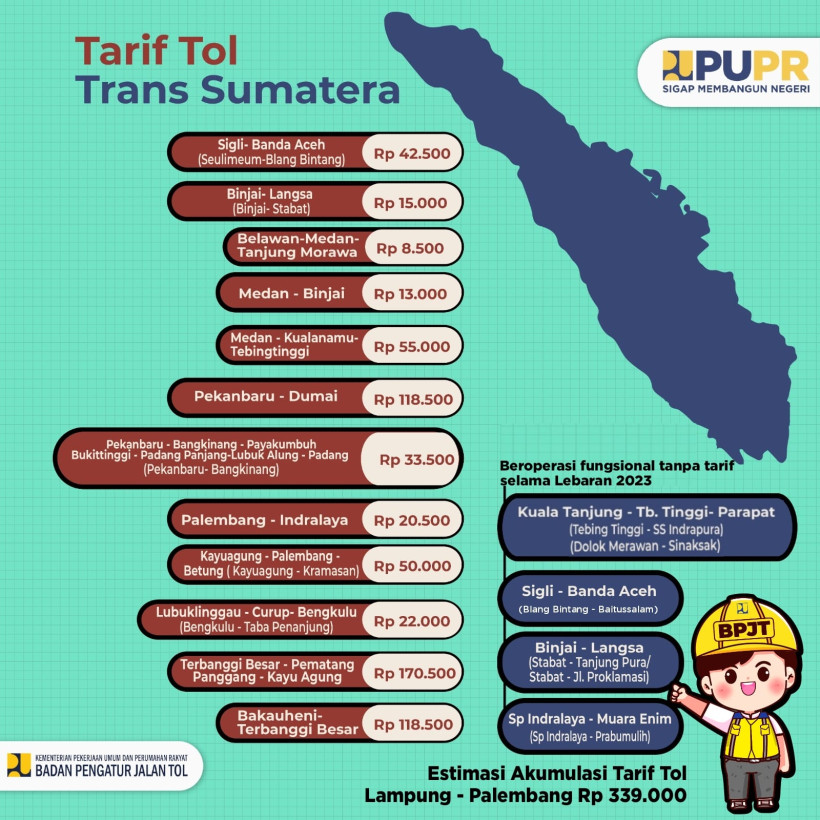 Tarif Tol
Trans Sumatera
PUPR
SIGAP MEMBANGUN NEGERI
Sigli- Banda Aceh
(Seulimeum-Blang Bintang)
Rp 42.500
Binjai- Langsa
(Binjai- Stabat)
Rp 15.000
Belawan-Medan-
Tanjung Morawa
Rp 8.500
Medan - Binjai
Rp 13.000
Medan - Kualanamu-
Tebingtinggi
Rp 55.000
Pekanbaru - Dumai
Rp 118.500
Pekanbaru - Bangkinang - Payakumbuh
Bukittinggi - Padang Panjang-Lubuk Alung - Padang
(Pekanbaru- Bangkinang)
Rp 33.500
Palembang - Indralaya
Rp 20.500
Kayuagung - Palembang -
Betung ( Kayuagung - Kramasan)
Rp 50.000
Lubuklinggau - Curup- Bengkulu
(Bengkulu - Taba Penanjung)
Rp 22.000
Terbanggi Besar - Pematang
Panggang - Kayu Agung
Rp 170.500
Bakauheni-
Terbanggi Besar
Rp 118.500
Beroperasi fungsional tanpa tarif
selama Lebaran 2023
Kuala Tanjung - Tb. Tinggi- Parapat
(Tebing Tinggi - SS Indrapura)
(Dolok Merawan - Sinaksak)
Sigli - Banda Aceh
(Blang Bintang - Baitussalam)
Binjai - Langsa
(Stabat - Tanjung Pura/
Stabat - Jl. Proklamasi)
Sp Indralaya - Muara Enim
(Sp Indralaya - Prabumulih)
BPJT
KEMENTERIAN PEKERJAAN UMUM DAN PERUMAHAN RAKYAT
BADAN PENGATUR JALAN TOL
Estimasi Akumulasi Tarif Tol
Lampung - Palembang Rp 339.000